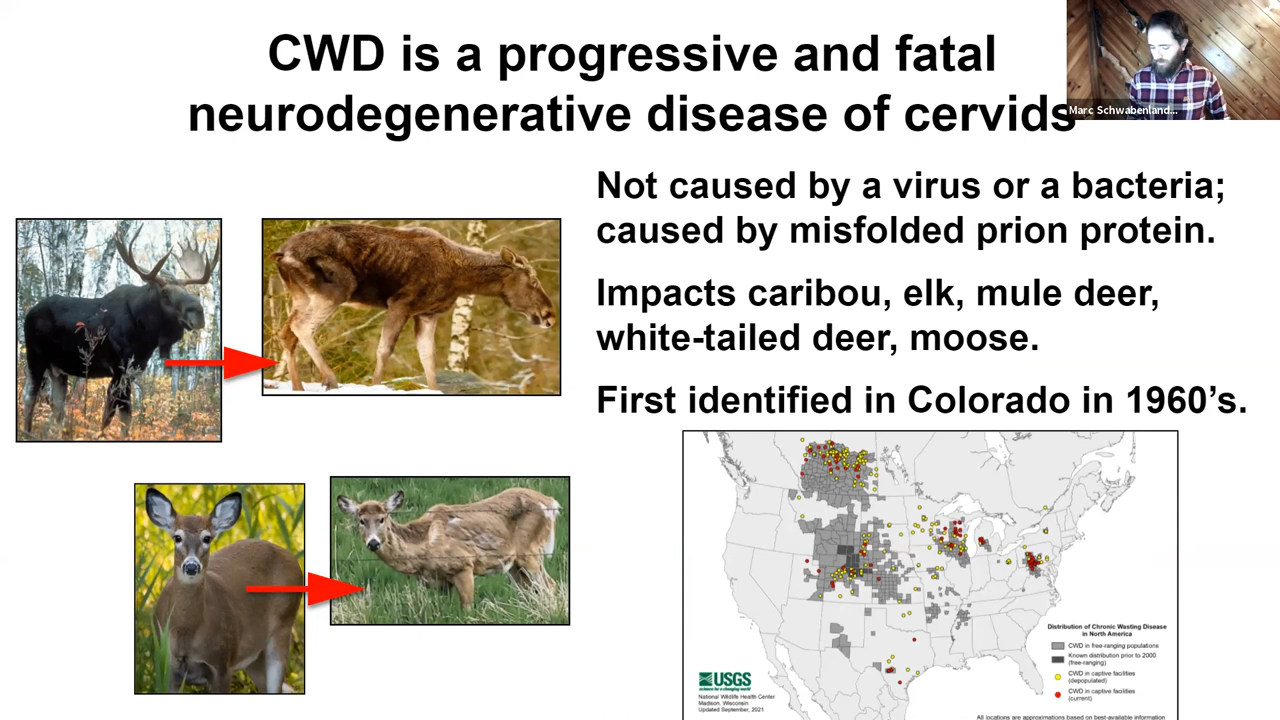 CWD is a progressive and fatal
neurodegenerative disease of cervids
Marc Schwabenland...
Not caused by a virus or a bacteria;
caused by misfolded prion protein.
Impacts caribou, elk, mule deer,
white-tailed deer, moose.
First identified in Colorado in 1960’s.
Distribution of Chronic Wasting Disease
in North America
CWD in free-ranging populations
Known distribution prior to 2000
(free-ranging)
CWD in captive facilities
(depopulated)
CWD in captive facilities
(current)
USGS
science for a changing world
National Wildlife Health Center
Madison, Wisconsin
Updated September, 2021
All locations are approximations based on best-available information